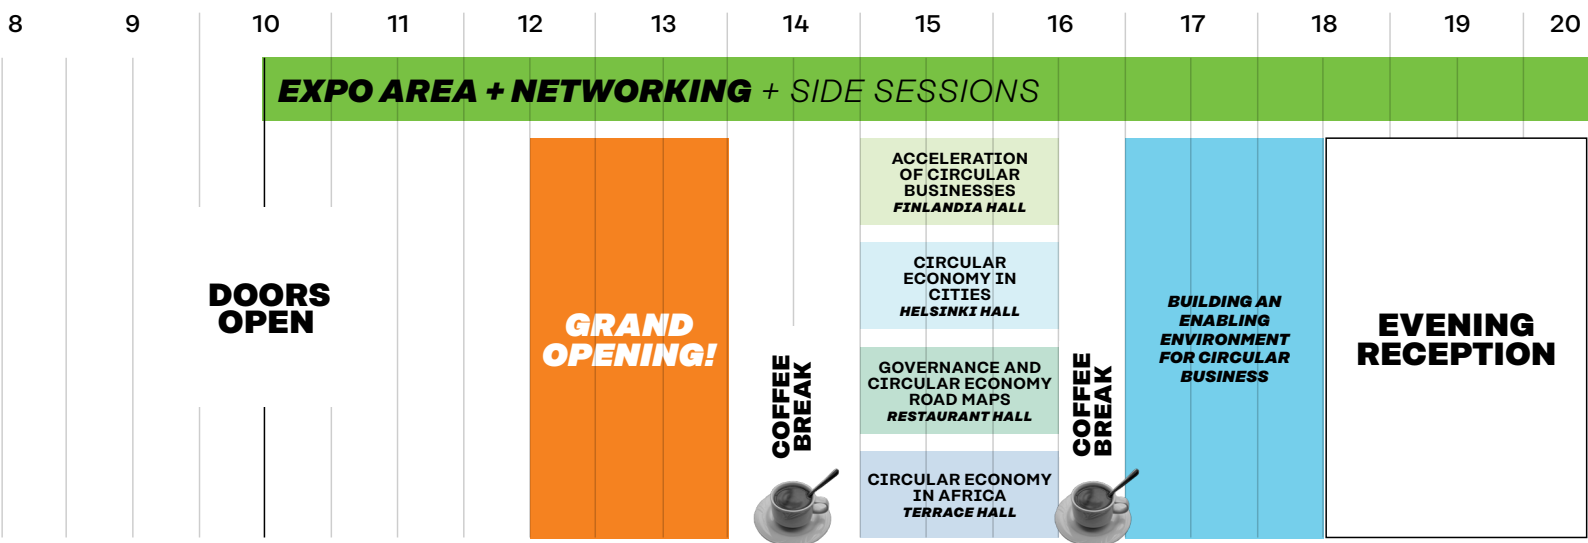 8 9 10 11 12 13 14 15 16 17 18 19 20
EXPO AREA + NETWORKING + SIDE SESSIONS
DOORS
OPEN
GRAND
OPENING!
COFFEE
BREAK
ACCELERATION
OF CIRCULAR
BUSINESSES
FINLANDIA HALL
CIRCULAR
ECONOMY IN
CITIES
HELSINKI HALL
GOVERNANCE AND
CIRCULAR ECONOMY
ROAD MAPS
RESTAURANT HALL
CIRCULAR ECONOMY
IN AFRICA
TERRACE HALL
COFFEE
BREAK
BUILDING AN
ENABLING
ENVIRONMENT
FOR CIRCULAR
BUSINESS
EVENING
RECEPTION